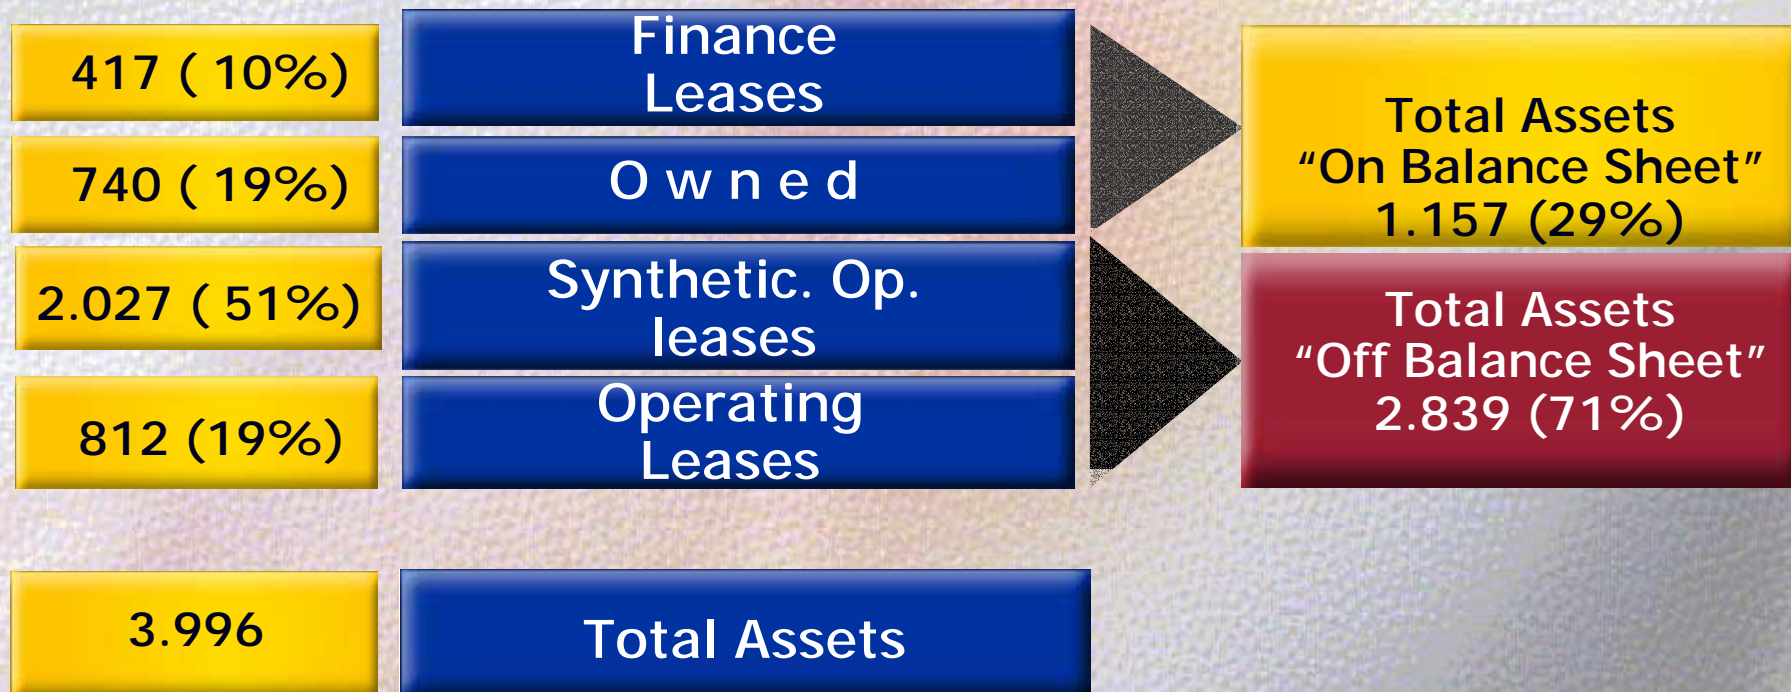 417 ( 10%)
Finance
Leases
740 ( 19%)
Owned
Total Assets
“On Balance Sheet”
1.157 (29%)
2.027 ( 51%)
Synthetic. Op.
leases
812 (19%)
Operating
Leases
Total Assets
“Off Balance Sheet”
2.839 (71%)
3.996
Total Assets